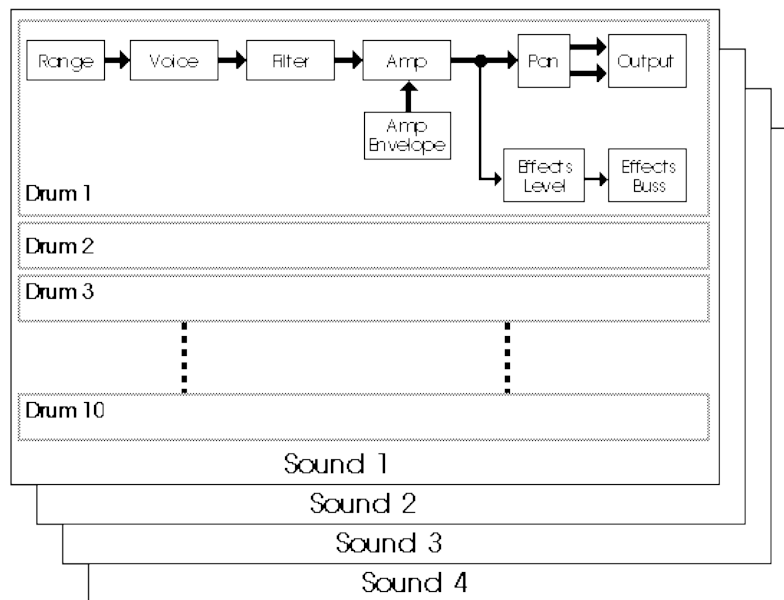 Range
Voice
Filter
Amp
Pan
Output
Amp
Envelope
Effects
Level
Effects
Buss
Drum 1
Drum 2
Drum 3
Drum 10
Sound 1
Sound 2
Sound 3
Sound 4